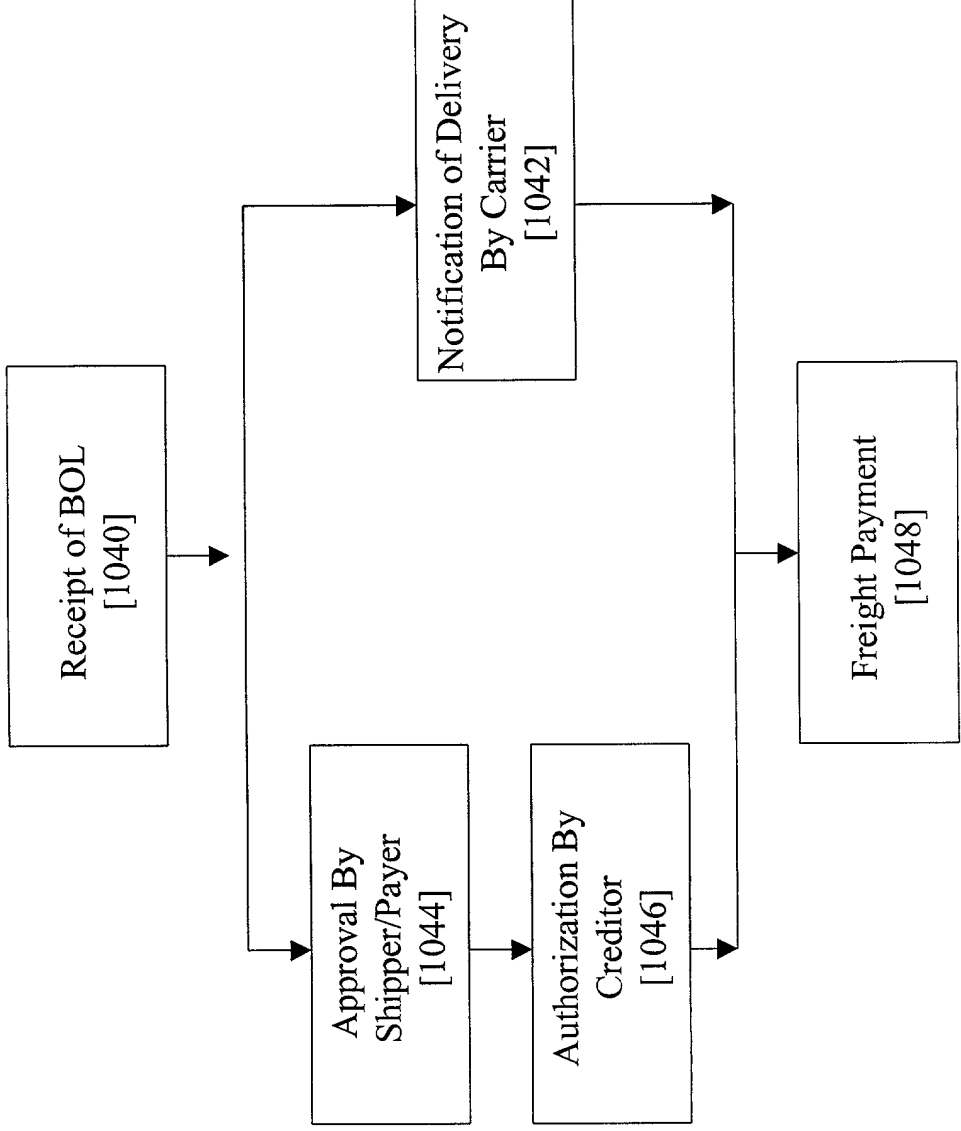 Receipt of BOL
[1040]
Notification of Delivery
By Carrier
[1042]
Approval By
Shipper/Payer
[1044]
Authorization By
Creditor
[1046]
Freight Payment
[1048]